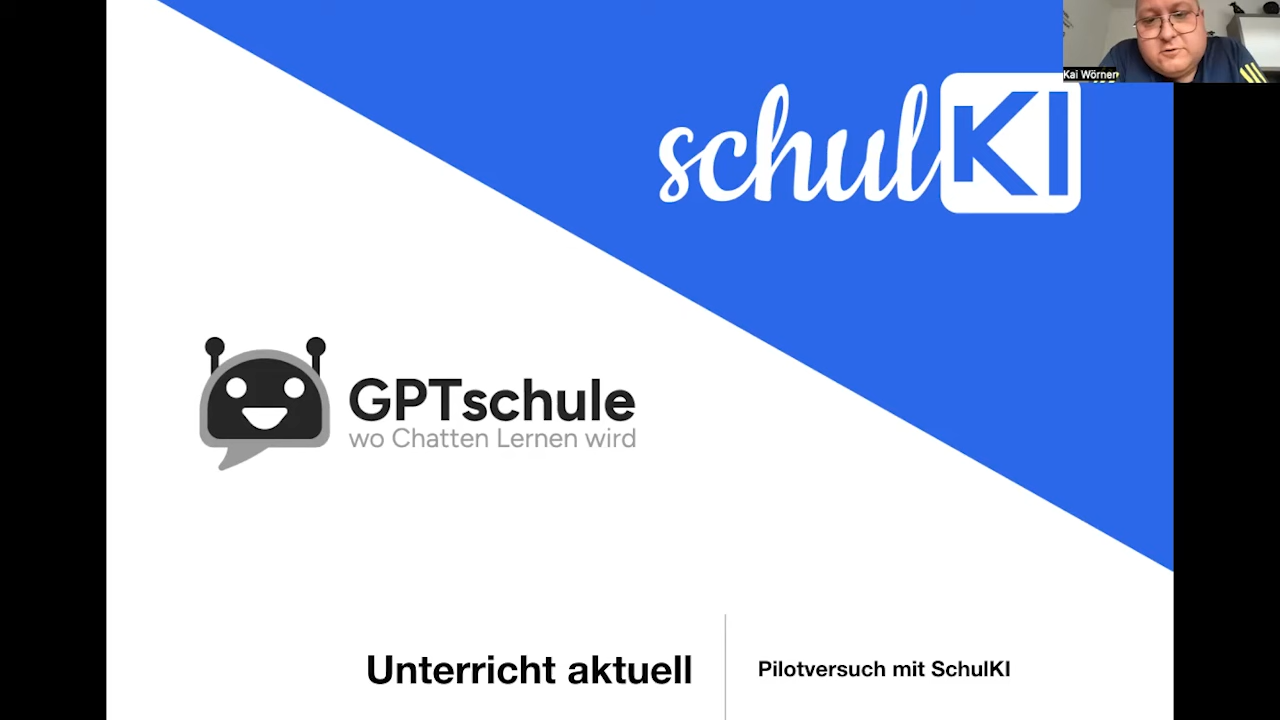 Kai Wörner
schulKI
GPTschule
wo Chatten Lernen wird
Unterricht aktuell
Pilotversuch mit SchulKI